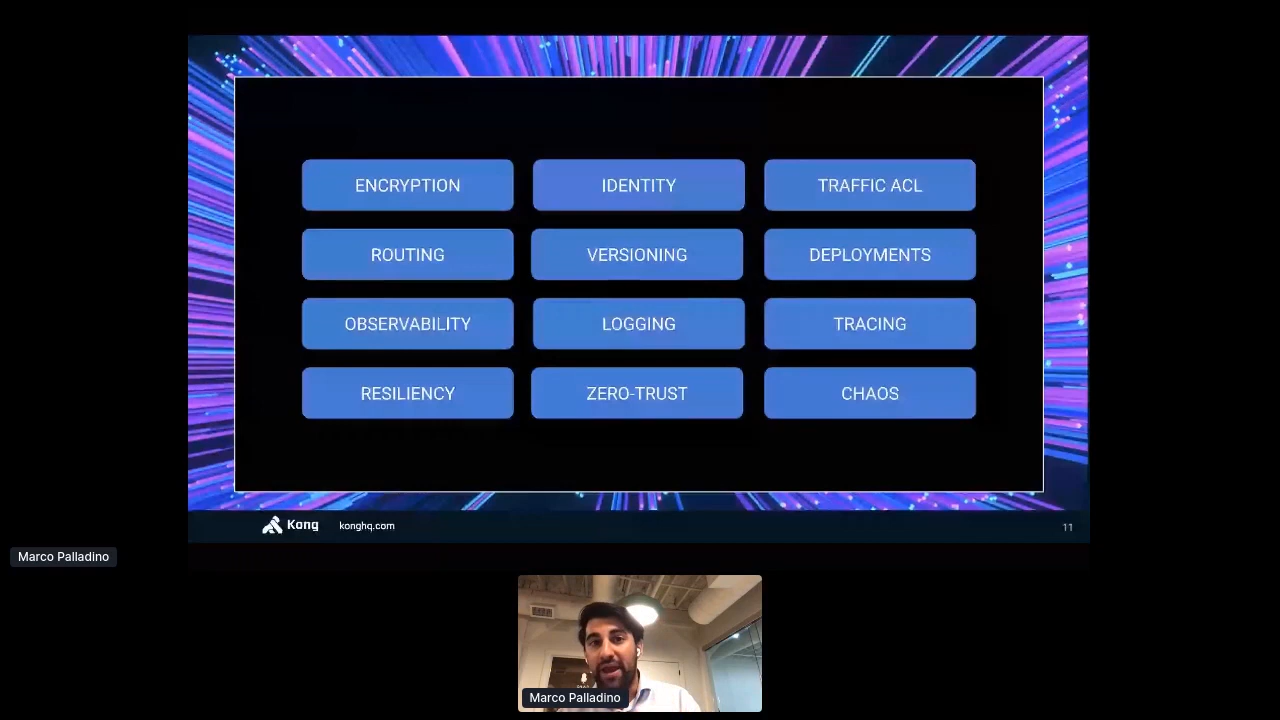 ENCRYPTION
IDENTITY
TRAFFIC ACL
ROUTING
VERSIONING
DEPLOYMENTS
OBSERVABILITY
LOGGING
TRACING
RESILIENCY
ZERO-TRUST
CHAOS
Kong
konghq.com
11
Marco Palladino
Marco Palladino